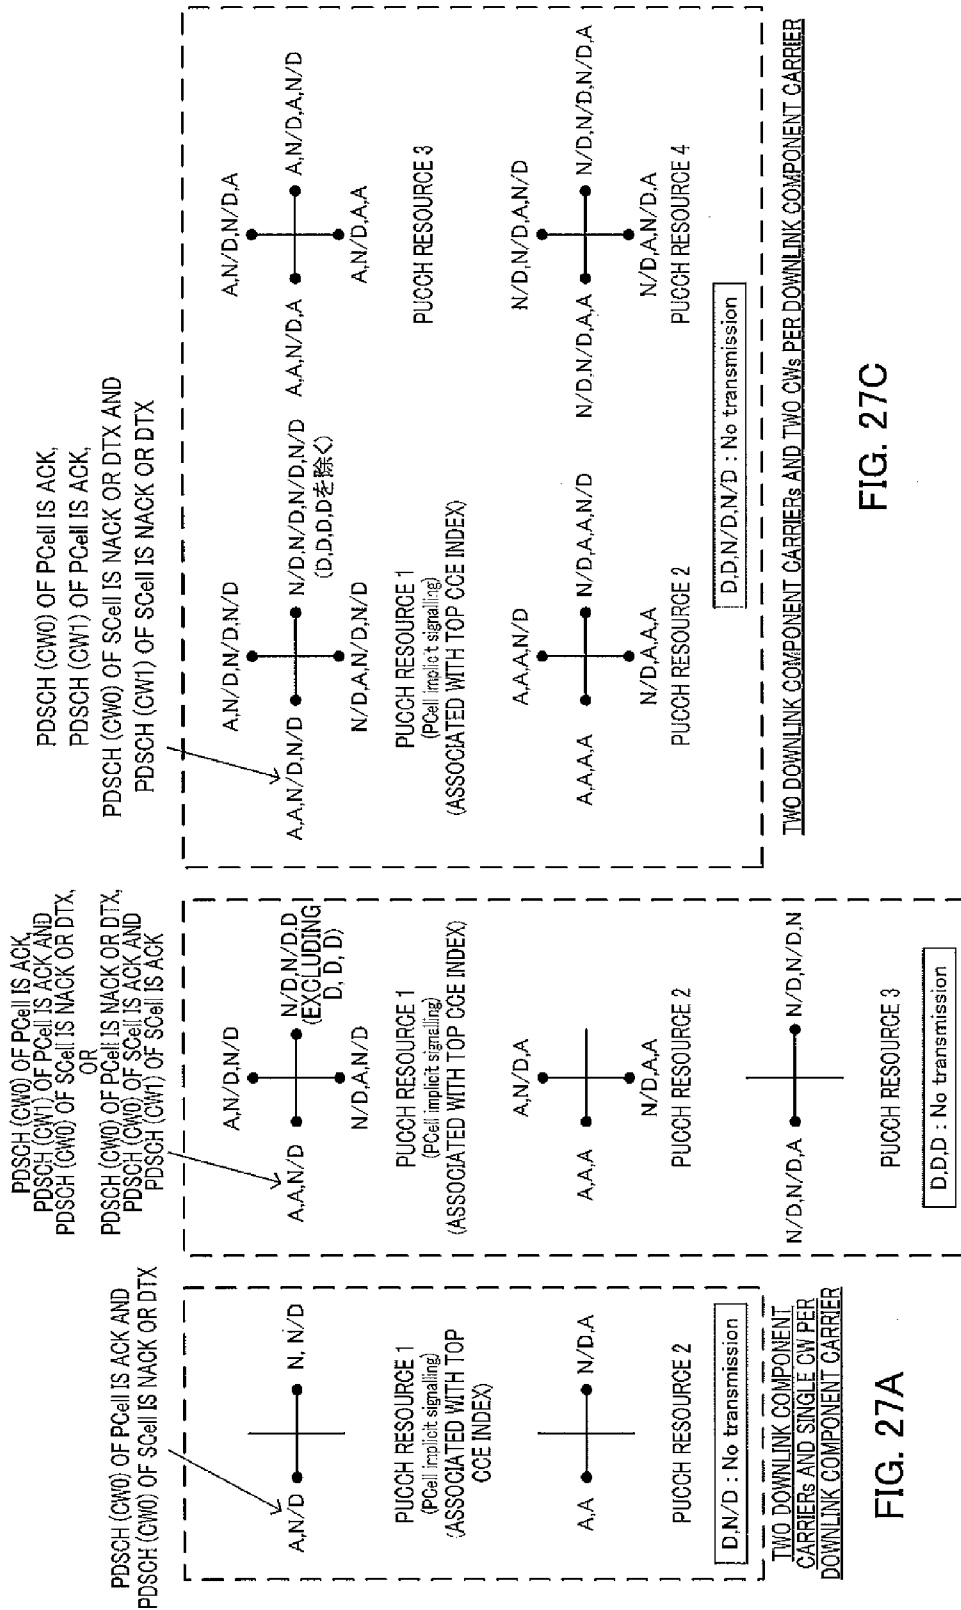 PDSCH (CW0) OF PCell IS ACK AND
PDSCH (CW0) OF SCell IS NACK OR DTX
A,N/D
N, N/D
PUCCH RESOURCE 1
(PCell implicit signalling)
(ASSOCIATED WITH TOP
CCE INDEX)
A,A
N/D,A
PUCCH RESOURCE 2
D,N/D : No transmission
TWO DOWNLINK COMPONENT
CARRIERs AND SINGLE CW PER
DOWNLINK COMPONENT CARRIER
FIG. 27A
PDSCH (CW0) OF PCell IS ACK,
PDSCH (CW1) OF PCell IS ACK AND
PDSCH (CW0) OF SCell IS NACK OR DTX,
OR
PDSCH (CW0) OF PCell IS NACK OR DTX,
PDSCH (CW0) OF SCell IS ACK AND
PDSCH (CW1) OF SCell IS ACK
A,N/D,N/D
A,A,N/D
N/D,N/D,D
(EXCLUDING
D, D, D)
N/D,A,N/D
PUCCH RESOURCE 1
(PCell implicit signalling)
(ASSOCIATED WITH TOP CCE INDEX)
A,N/D,A
A,A,A
N/D,A,A
PUCCH RESOURCE 2
N/D,N/D,A
N/D,N/D,N
PUCCH RESOURCE 3
D,D,D : No transmission
PDSCH (CW0) OF PCell IS ACK,
PDSCH (CW1) OF PCell IS ACK,
PDSCH (CW0) OF SCell IS NACK OR DTX AND
PDSCH (CW1) OF SCell IS NACK OR DTX
A,N/D,N/D,N/D
A,A,N/D,N/D
N/D,N/D,N/D,N/D
(D,D,D,Dを除く)
N/D,A,N/D,N/D
PUCCH RESOURCE 1
(PCell implicit signalling)
(ASSOCIATED WITH TOP CCE INDEX)
A,N/D,N/D,A
A,A,N/D,A
A,N/D,A,N/D
A,N/D,A,A
PUCCH RESOURCE 3
A,A,A,N/D
A,A,A,A
N/D,A,A,N/D
N/D,A,A,A
PUCCH RESOURCE 2
N/D,N/D,A,N/D
N/D,N/D,A,A
N/D,N/D,N/D,A
N/D,A,N/D,A
PUCCH RESOURCE 4
D,D,N/D,N/D : No transmission
TWO DOWNLINK COMPONENT CARRIERs AND TWO CWs PER DOWNLINK COMPONENT CARRIER
FIG. 27C